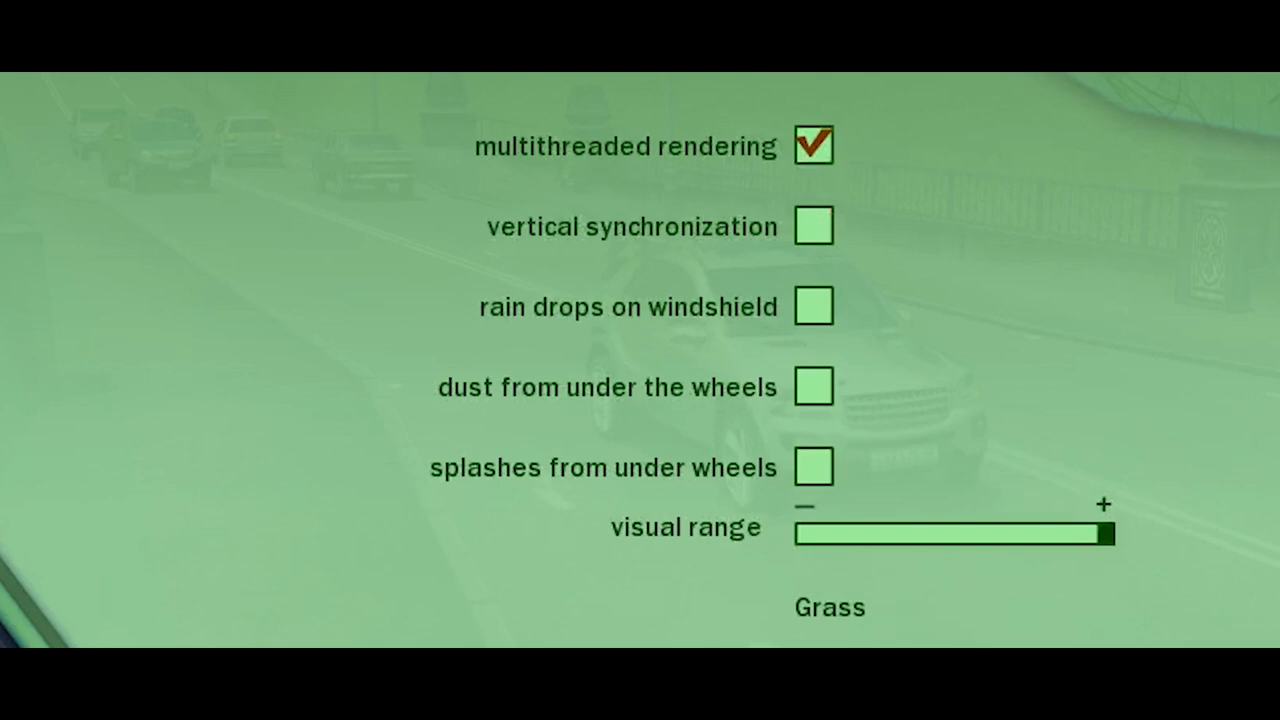 multithreaded rendering
vertical synchronization
rain drops on windshield
dust from under the wheels
splashes from under wheels
– +
visual range
Grass